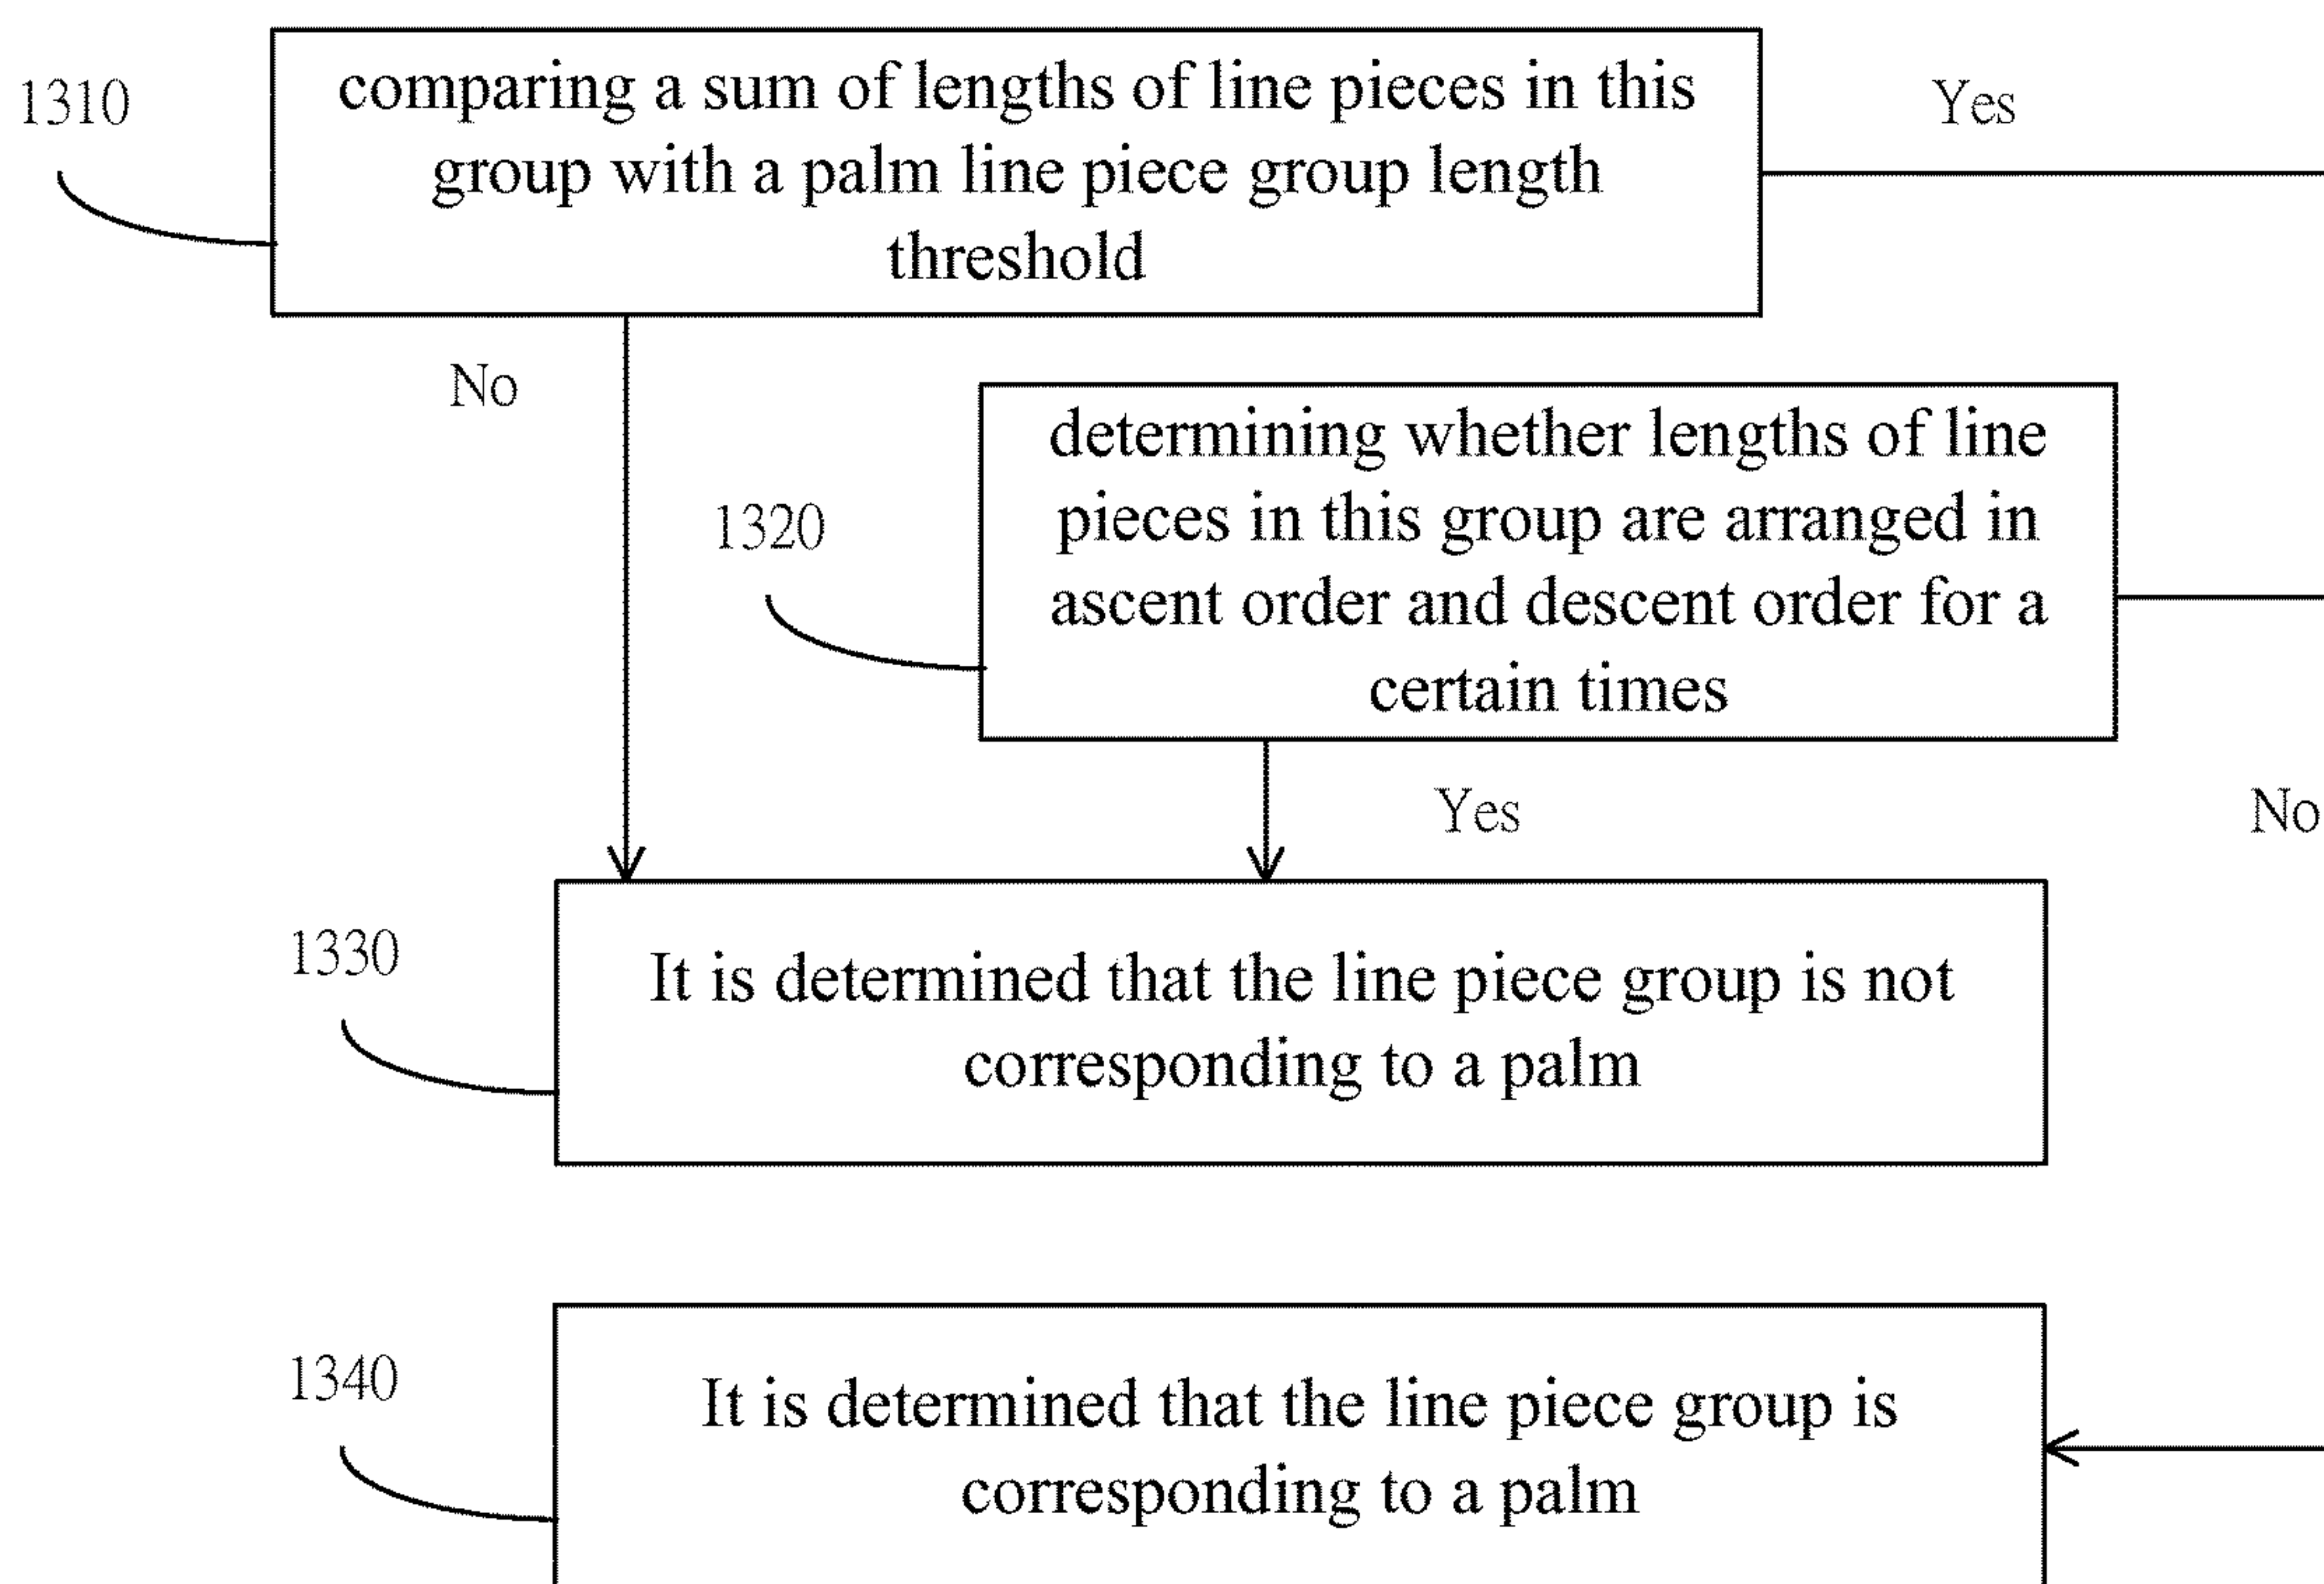 1310
comparing a sum of lengths of line pieces in this
group with a palm line piece group length
threshold
Yes
No
1320
determining whether lengths of line
pieces in this group are arranged in
ascent order and descent order for a
certain times
Yes
No
1330
It is determined that the line piece group is not
corresponding to a palm
1340
It is determined that the line piece group is
corresponding to a palm